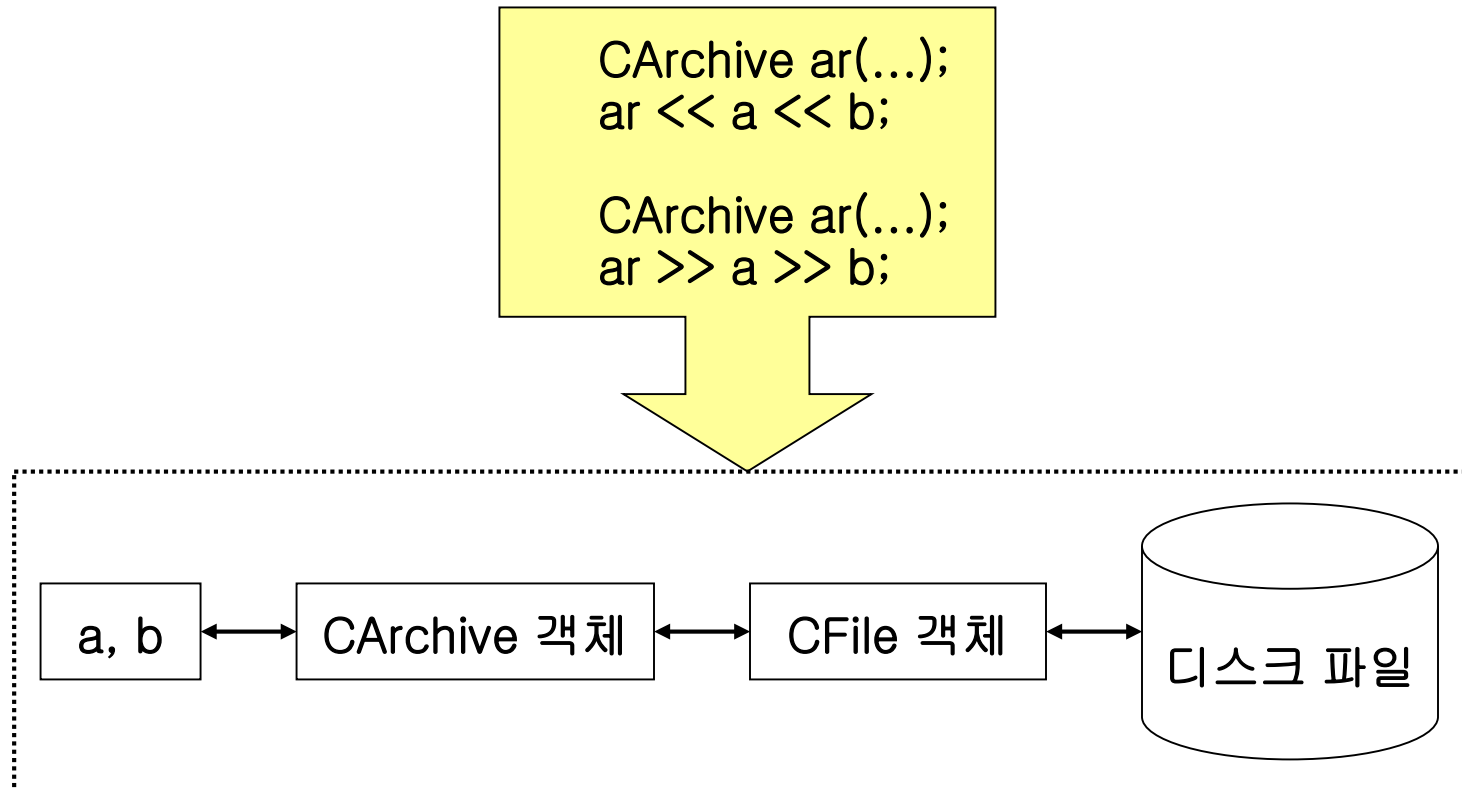 CArchive ar(...);
ar << a << b;
CArchive ar(...);
ar >> a >> b;
a, b
CArchive 객체
CFile 객체
디스크 파일